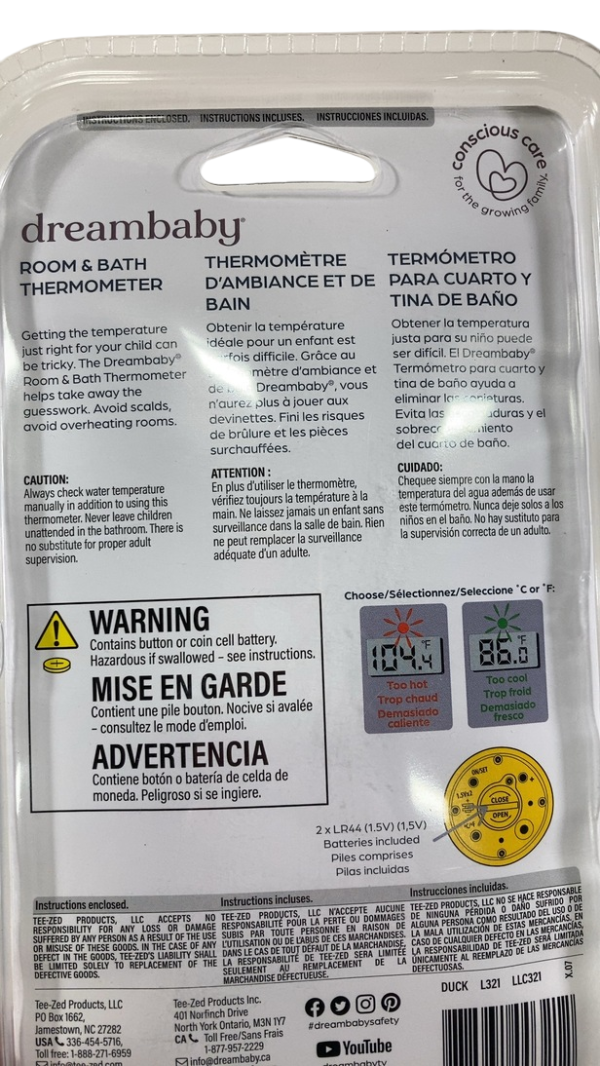 INSTRUCTIONS ENCLOSED. INSTRUCTIONS INCLUSES. INSTRUCCIONES INCLUIDAS.
conscious care
for the growing family.
dreambaby®
ROOM & BATH
THERMOMETER
Getting the temperature
just right for your child can
be tricky. The Dreambaby®
Room & Bath Thermometer
helps take away the
guesswork. Avoid scalds,
avoid overheating rooms.
CAUTION:
Always check water temperature
manually in addition to using this
thermometer. Never leave children
unattended in the bathroom. There is
no substitute for proper adult
supervision.
THERMOMÈTRE
D'AMBIANCE ET DE
BAIN
Obtenir la température
idéale pour un enfant est
difficile. Grâce au
d'ambiance et
Dreambaby®, vous
n'aurez plus à jouer aux
devinettes. Fini les risques
de brûlure et les pièces
surchauffées.
ATTENTION :
En plus d'utiliser le thermomètre,
vérifiez toujours la température à la
main. Ne laissez jamais un enfant sans
surveillance dans la salle de bain. Rien
ne peut remplacer la surveillance
adéquate d'un adulte.
TERMÓMETRO
PARA CUARTO Y
TINA DE BAÑO
Obtener la temperatura
justa para su niño puede
ser difícil. El Dreambaby®
Termómetro para cuarto y
tina de baño ayuda a
eliminar
Evita las y el
del cuarto de baño.
CUIDADO:
Chequee siempre con la mano la
temperatura del agua además de usar
este termómetro. Nunca deje solos a los
niños en el baño. No hay sustituto para
la supervisión correcta de un adulto.
WARNING
Contains button or coin cell battery.
Hazardous if swallowed – see instructions.
MISE EN GARDE
Contient une pile bouton. Nocive si avalée
– consultez le mode d'emploi.
ADVERTENCIA
Contiene botón o batería de celda de
moneda. Peligroso si se ingiere.
Choose/Sélectionnez/Seleccione °C or °F:
104.4 °F
Too hot
Trop chaud
Demasiado
caliente
86.0 °F
Too cool
Trop froid
Demasiado
fresco
ON/SET
CLOSE
OPEN
2 x LR44 (1.5V) (1,5V)
Batteries included
Piles comprises
Pilas incluidas
Instructions enclosed.
TEE-ZED PRODUCTS, LLC ACCEPTS NO
RESPONSIBILITY FOR ANY LOSS OR DAMAGE
SUFFERED BY ANY PERSON AS A RESULT OF THE USE
OR MISUSE OF THESE GOODS. IN THE CASE OF ANY
DEFECT IN THE GOODS, TEE-ZED'S LIABILITY SHALL
BE LIMITED SOLELY TO REPLACEMENT OF THE
DEFECTIVE GOODS.
Instructions incluses.
TEE-ZED PRODUCTS, LLC N'ACCEPTE AUCUNE
RESPONSABILITÉ POUR LA PERTE OU DOMMAGES
SUBIS PAR TOUTE PERSONNE EN RAISON DE
L'UTILISATION OU DE L'ABUS DE CES MARCHANDISES.
DANS LE CAS DE TOUT DÉFAUT DE LA MARCHANDISE,
LA RESPONSABILITÉ DE TEE-ZED SERA LIMITÉE
SEULEMENT AU REMPLACEMENT DE LA
MARCHANDISE DÉFECTUEUSE.
Instrucciones incluidas.
TEE-ZED PRODUCTS, LLC NO SE HACE RESPONSABLE
DE NINGUNA PÉRDIDA O DAÑO SUFRIDO POR
ALGUNA PERSONA COMO RESULTADO DEL USO O DE
LA MALA UTILIZACIÓN DE ESTAS MERCANCÍAS. EN
CASO DE CUALQUIER DEFECTO EN LAS MERCANCÍAS,
LA RESPONSABILIDAD DE TEE-ZED SERÁ LIMITADA
ÚNICAMENTE AL REEMPLAZO DE LAS MERCANCÍAS
DEFECTUOSAS.
DUCK L321 LLC321
X.07
Tee-Zed Products, LLC
PO Box 1662,
Jamestown, NC 27282
USA 336-454-5716,
Toll free: 1-888-271-6959
Tee-Zed Products Inc.
401 Norfinch Drive
North York Ontario, M3N 1Y7
CA Toll Free/Sans Frais
1-877-957-2229
info@dreambaby.ca
#dreambabysafety
YouTube
dreambabytv